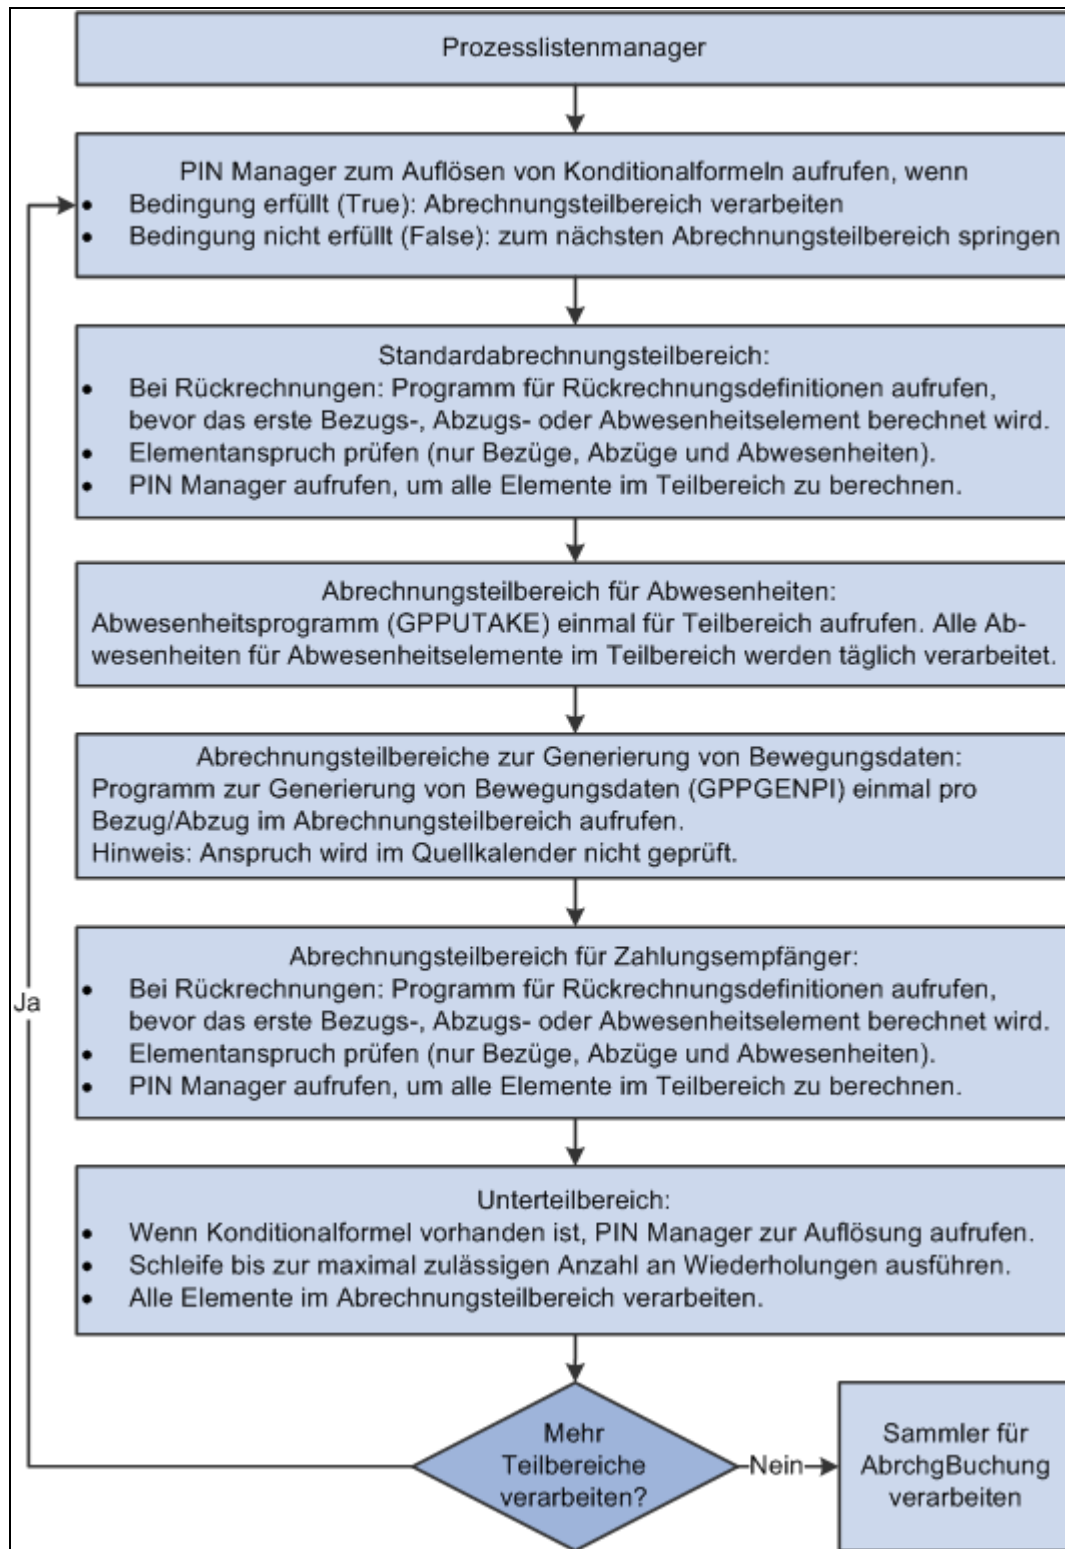 Prozesslistenmanager
PIN Manager zum Auflösen von Konditionalformeln aufrufen, wenn
• Bedingung erfüllt (True): Abrechnungsteilbereich verarbeiten
• Bedingung nicht erfüllt (False): zum nächsten Abrechnungsteilbereich springen
Standardabrechnungsteilbereich:
• Bei Rückrechnungen: Programm für Rückrechnungsdefinitionen aufrufen,
bevor das erste Bezugs-, Abzugs- oder Abwesenheitselement berechnet wird.
• Elementanspruch prüfen (nur Bezüge, Abzüge und Abwesenheiten).
• PIN Manager aufrufen, um alle Elemente im Teilbereich zu berechnen.
Abrechnungsteilbereich für Abwesenheiten:
Abwesenheitsprogramm (GPPUTAKE) einmal für Teilbereich aufrufen. Alle Ab-
wesenheiten für Abwesenheitselemente im Teilbereich werden täglich verarbeitet.
Abrechnungsteilbereiche zur Generierung von Bewegungsdaten:
Programm zur Generierung von Bewegungsdaten (GPPGENPI) einmal pro
Bezug/Abzug im Abrechnungsteilbereich aufrufen.
Hinweis: Anspruch wird im Quellkalender nicht geprüft.
Abrechnungsteilbereich für Zahlungsempfänger:
• Bei Rückrechnungen: Programm für Rückrechnungsdefinitionen aufrufen,
bevor das erste Bezugs-, Abzugs- oder Abwesenheitselement berechnet wird.
• Elementanspruch prüfen (nur Bezüge, Abzüge und Abwesenheiten).
• PIN Manager aufrufen, um alle Elemente im Teilbereich zu berechnen.
Ja
Unterteilbereich:
• Wenn Konditionalformel vorhanden ist, PIN Manager zur Auflösung aufrufen.
• Schleife bis zur maximal zulässigen Anzahl an Wiederholungen ausführen.
• Alle Elemente im Abrechnungsteilbereich verarbeiten.
Mehr
Teilbereiche
verarbeiten?
Nein
Sammler für
AbrchgBuchung
verarbeiten